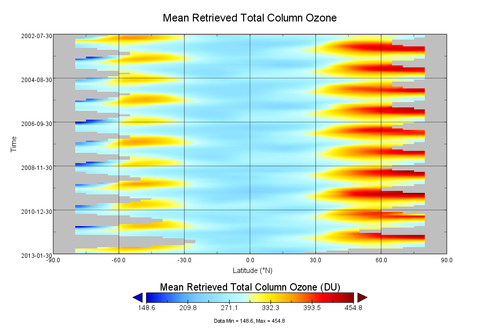 Mean Retrieved Total Column Ozone
2002-07-30
2004-08-30
2006-09-30
2008-11-30
2010-12-30
2013-01-30
Time
-90.0 -60.0 -30.0 0.0 30.0 60.0 90.0
Latitude (°N)
Mean Retrieved Total Column Ozone (DU)
148.6 209.8 271.1 332.3 393.5 454.8
Data Min = 148.6, Max = 454.8